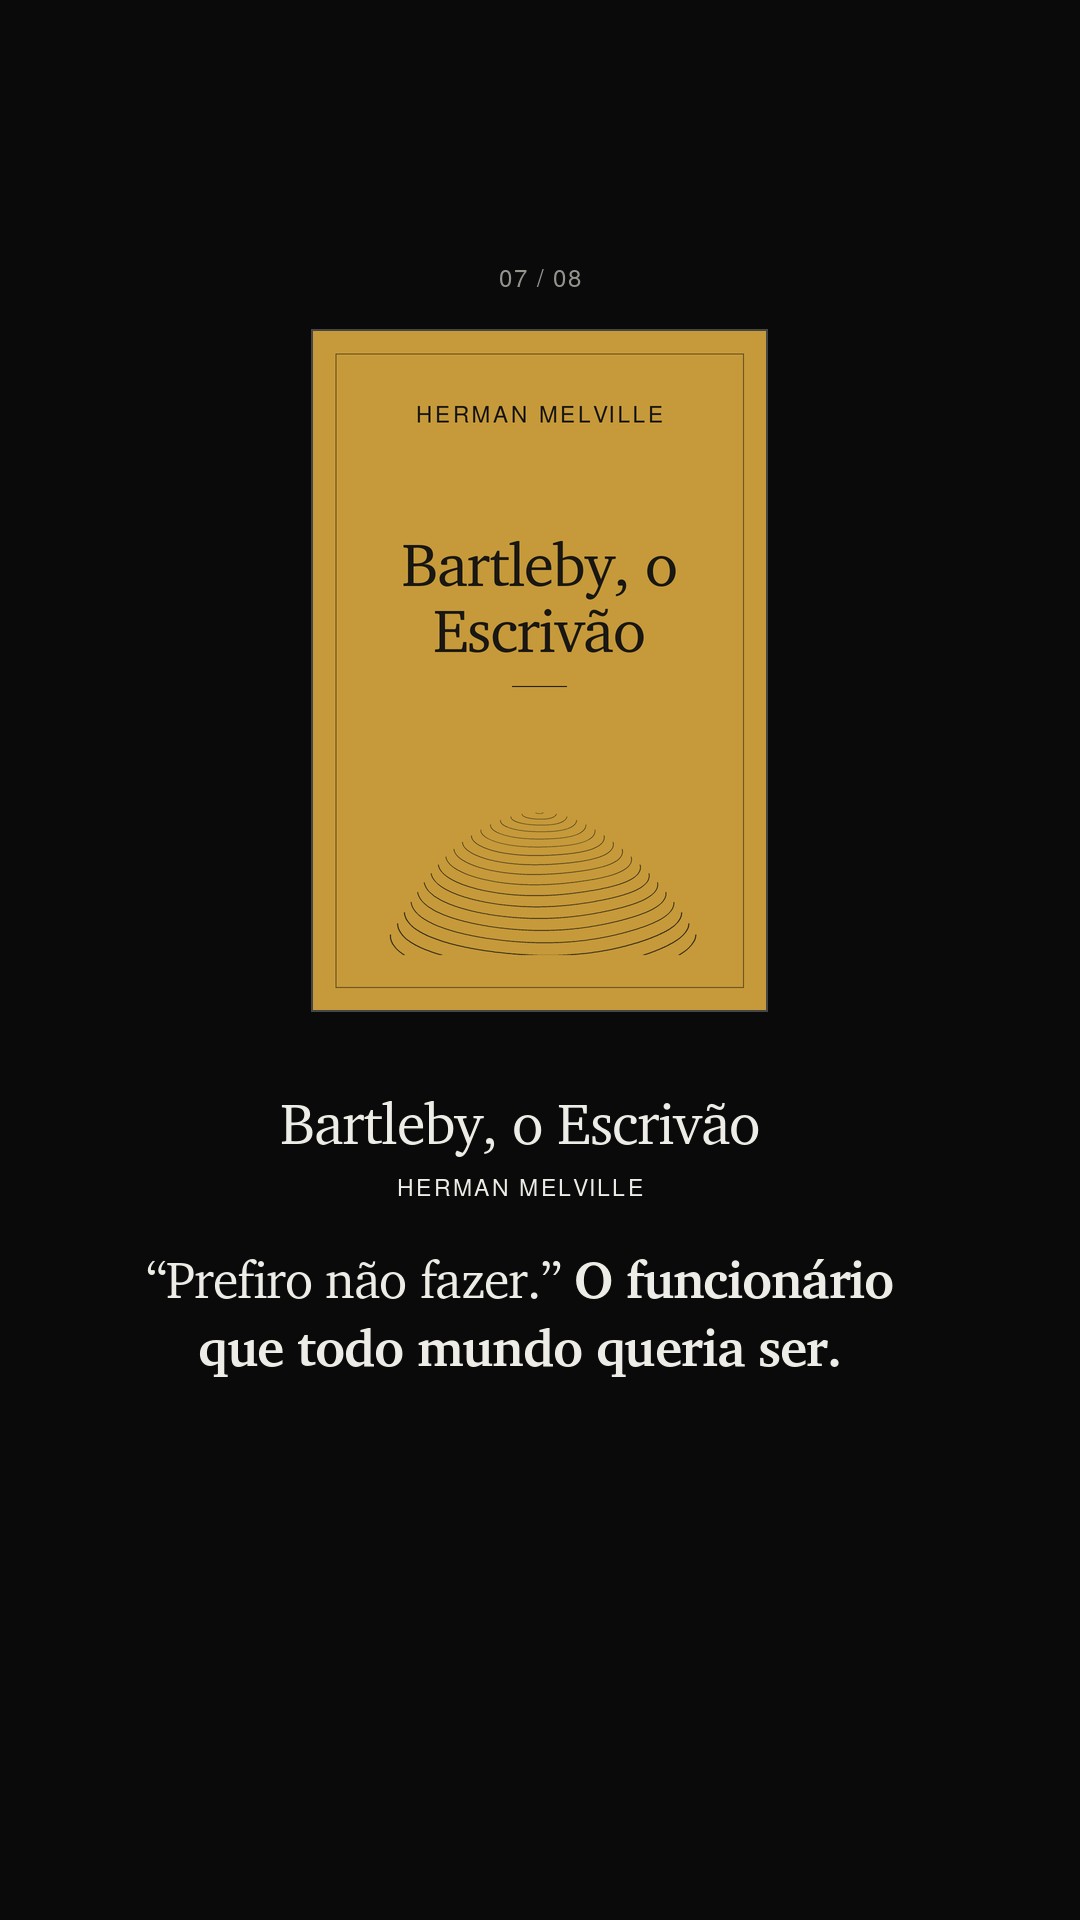 07 / 08
HERMAN MELVILLE
Bartleby, o
Escrivão
Bartleby, o Escrivão
HERMAN MELVILLE
“Prefiro não fazer.” O funcionário
que todo mundo queria ser.